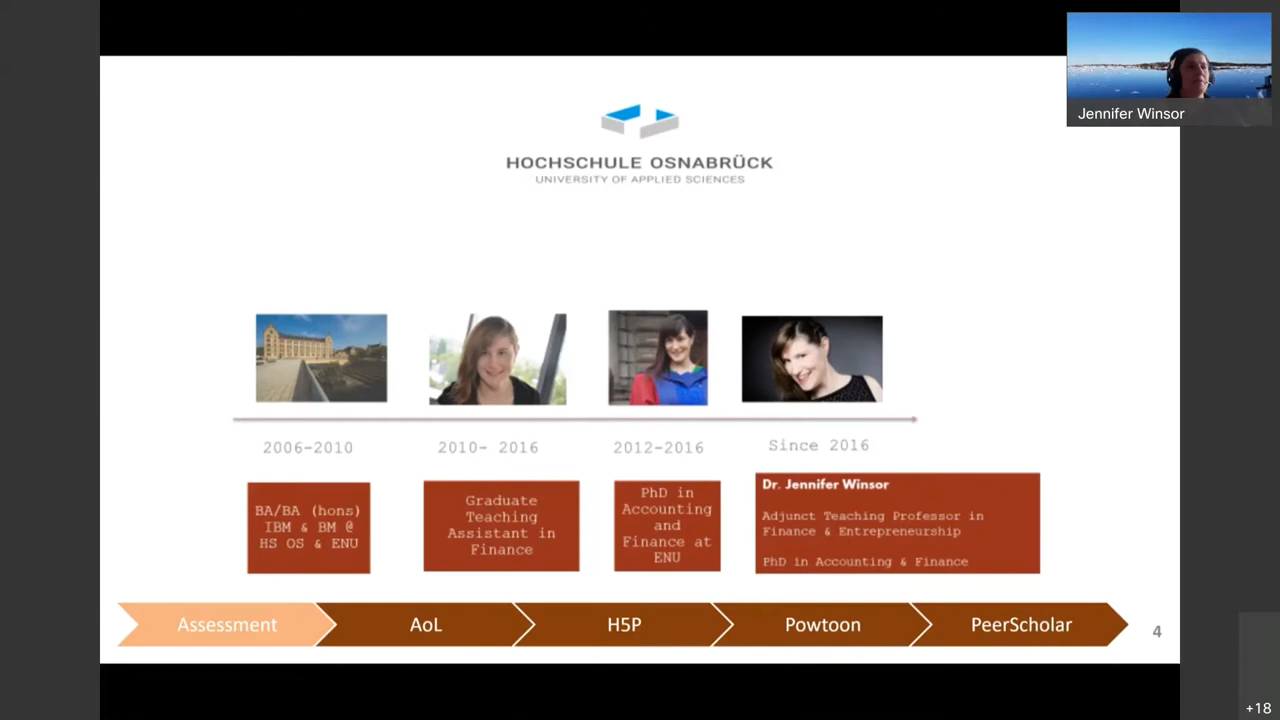 Jennifer Winsor
HOCHSCHULE OSNABRÜCK
UNIVERSITY OF APPLIED SCIENCES
2006-2010
2010- 2016
2012-2016
Since 2016
BA/BA (hons)
IBM & BM @
HS OS & ENU
Graduate
Teaching
Assistant in
Finance
PhD in
Accounting
and
Finance at
ENU
Dr. Jennifer Winsor
Adjunct Teaching Professor in
Finance & Entrepreneurship
PhD in Accounting & Finance
Assessment
AoL
H5P
Powtoon
PeerScholar
4
+18